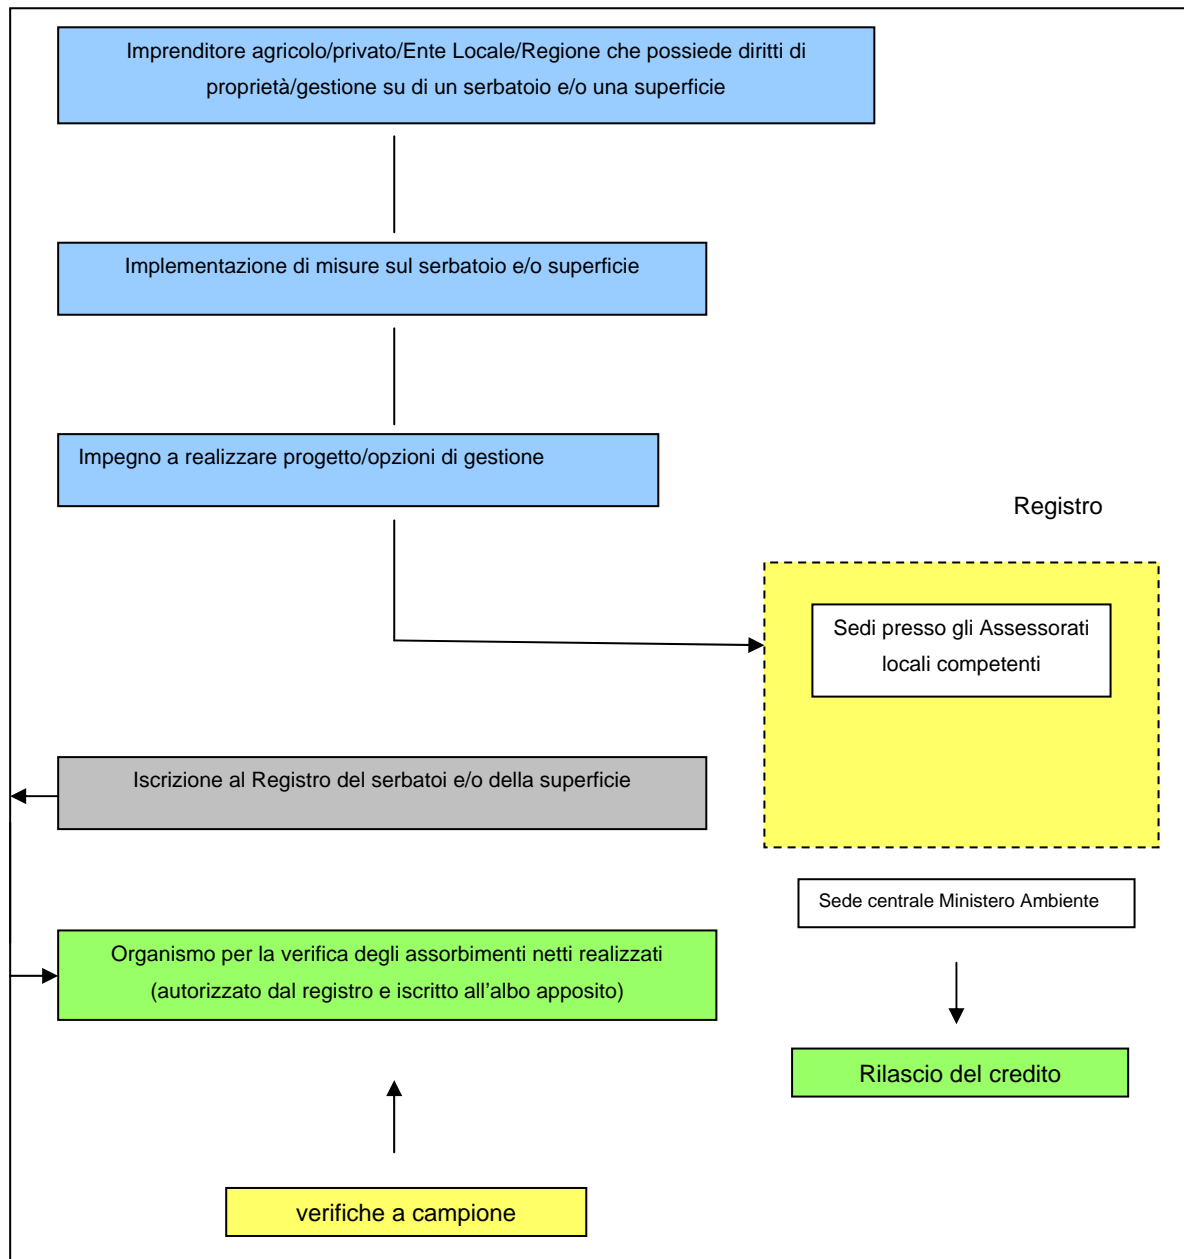 Imprenditore agricolo/privato/Ente Locale/Regione che possiede diritti di
proprietà/gestione su di un serbatoio e/o una superficie
Implementazione di misure sul serbatoio e/o superficie
Impegno a realizzare progetto/opzioni di gestione
Registro
Sedi presso gli Assessorati
locali competenti
Iscrizione al Registro del serbatoi e/o della superficie
Sede centrale Ministero Ambiente
Organismo per la verifica degli assorbimenti netti realizzati
(autorizzato dal registro e iscritto all’albo apposito)
Rilascio del credito
verifiche a campione